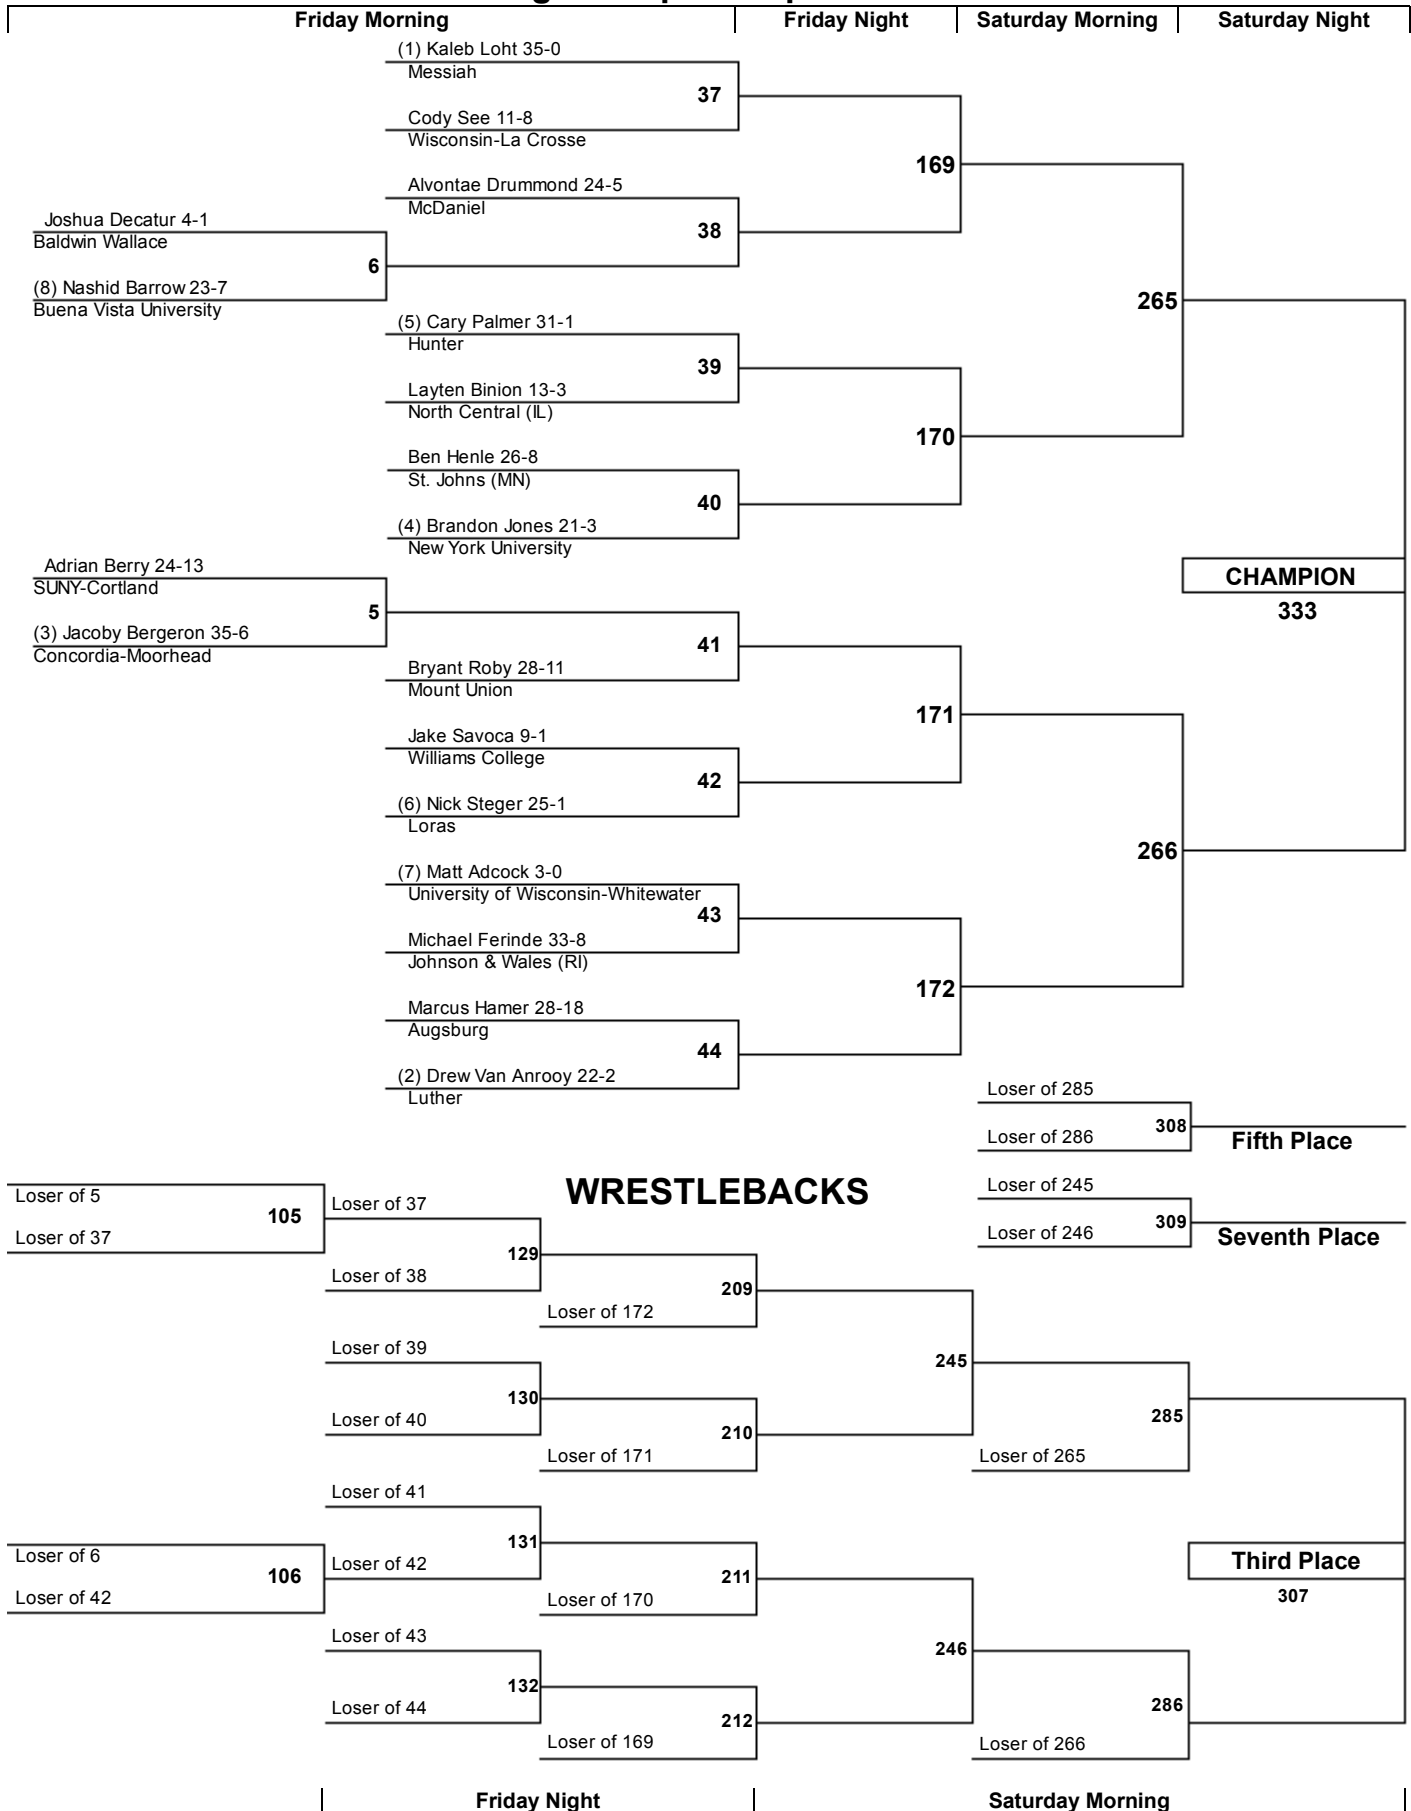 Friday Morning
Friday Night
Saturday Morning
Saturday Night
(1) Kaleb Loht 35-0
Messiah
37
Cody See 11-8
Wisconsin-La Crosse
169
Alvontae Drummond 24-5
McDaniel
38
Joshua Decatur 4-1
Baldwin Wallace
6
(8) Nashid Barrow 23-7
Buena Vista University
265
(5) Cary Palmer 31-1
Hunter
39
Layten Binion 13-3
North Central (IL)
170
Ben Henle 26-8
St. Johns (MN)
40
(4) Brandon Jones 21-3
New York University
Adrian Berry 24-13
SUNY-Cortland
5
(3) Jacoby Bergeron 35-6
Concordia-Moorhead
CHAMPION
333
41
Bryant Roby 28-11
Mount Union
171
Jake Savoca 9-1
Williams College
42
(6) Nick Steger 25-1
Loras
266
(7) Matt Adcock 3-0
University of Wisconsin-Whitewater
43
Michael Ferinde 33-8
Johnson & Wales (RI)
172
Marcus Hamer 28-18
Augsburg
44
(2) Drew Van Anrooy 22-2
Luther
Loser of 285
308
Loser of 286
Fifth Place
WRESTLEBACKS
Loser of 245
309
Loser of 246
Seventh Place
Loser of 5
105
Loser of 37
Loser of 37
129
Loser of 38
209
Loser of 172
Loser of 39
130
Loser of 40
210
Loser of 171
245
285
Loser of 265
Loser of 41
131
Loser of 42
Loser of 6
106
Loser of 42
211
Loser of 170
Third Place
307
Loser of 43
132
Loser of 44
212
Loser of 169
246
286
Loser of 266
Friday Night
Saturday Morning